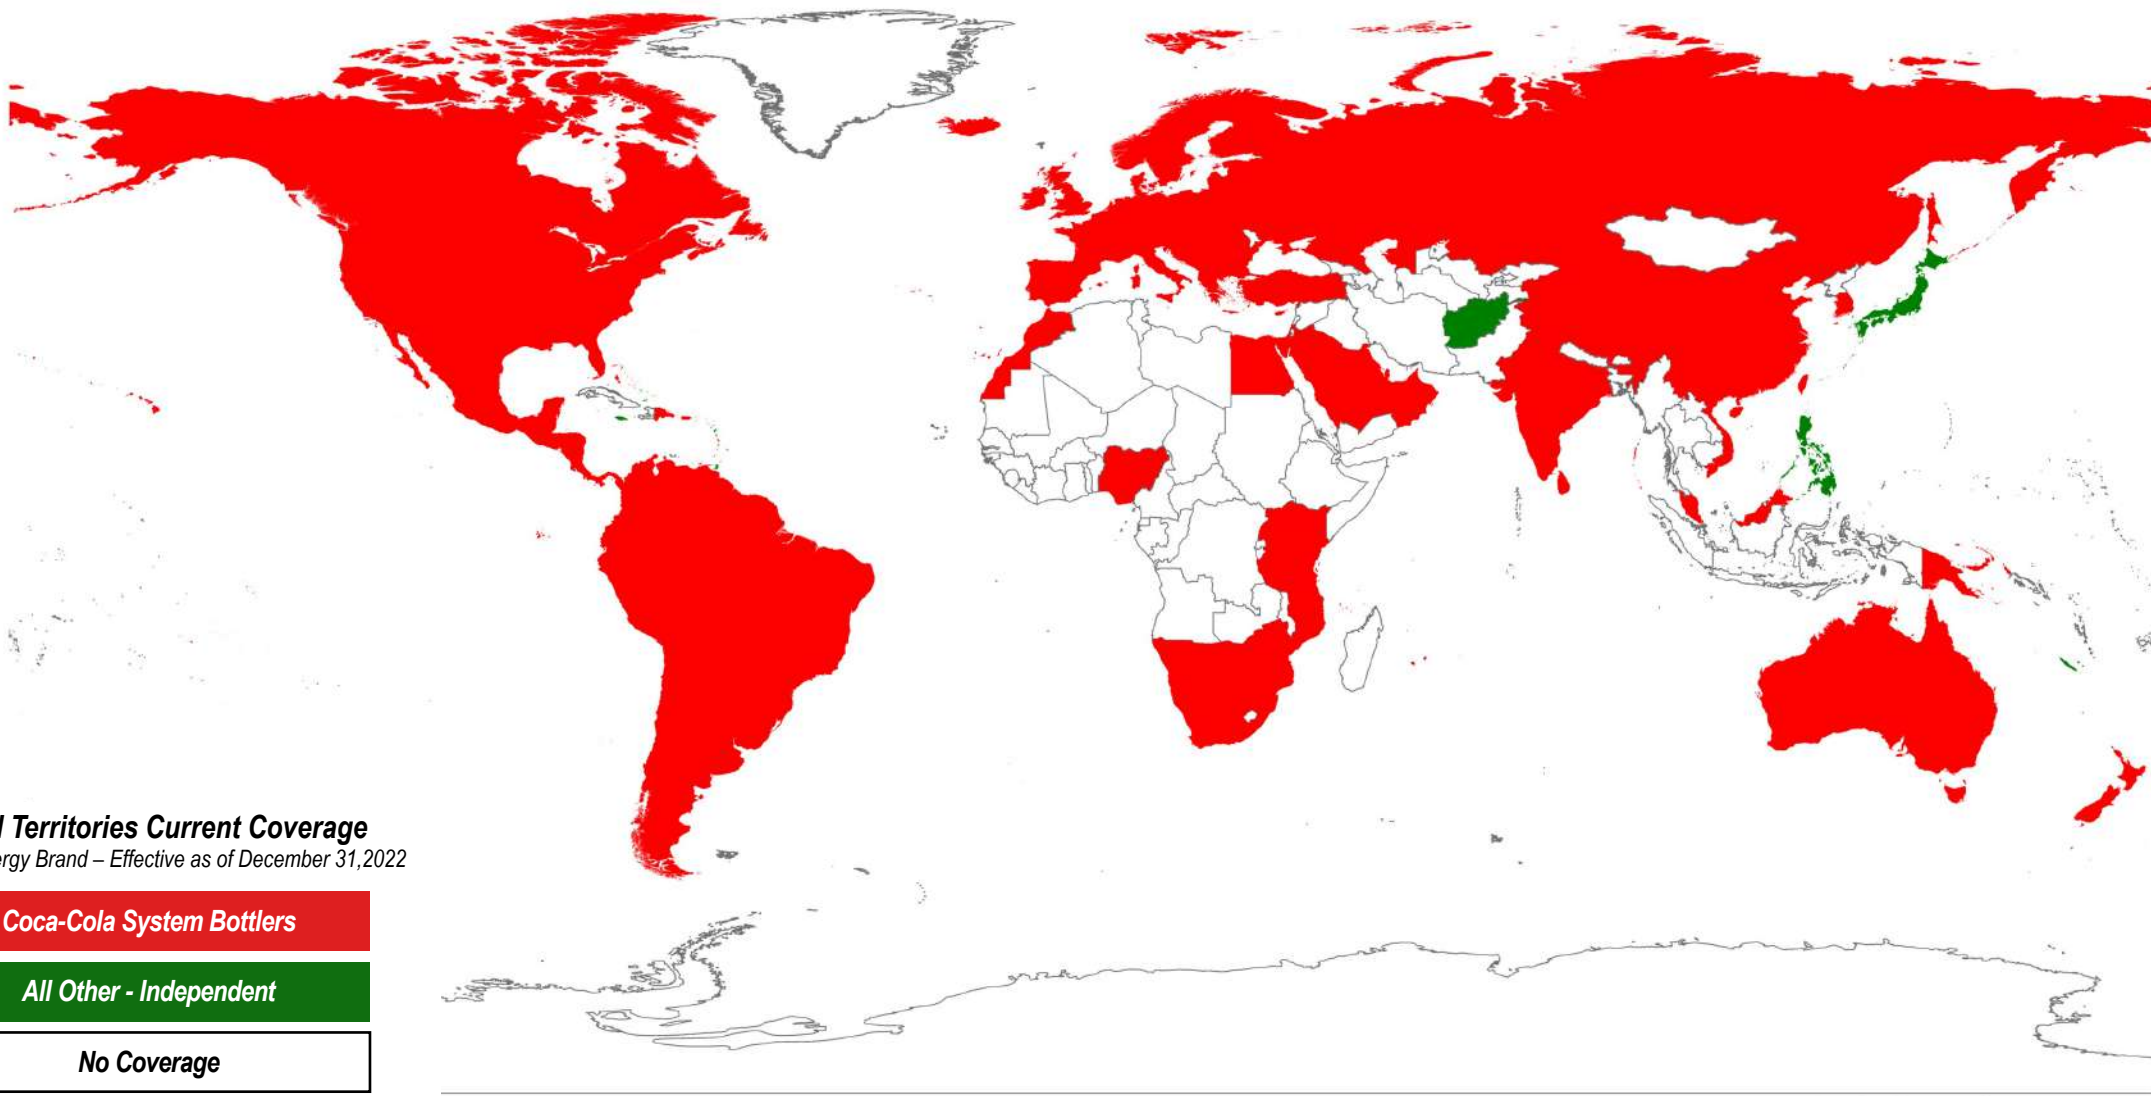 Territories Current Coverage
Brand – Effective as of December 31,2022
Coca-Cola System Bottlers
All Other - Independent
No Coverage